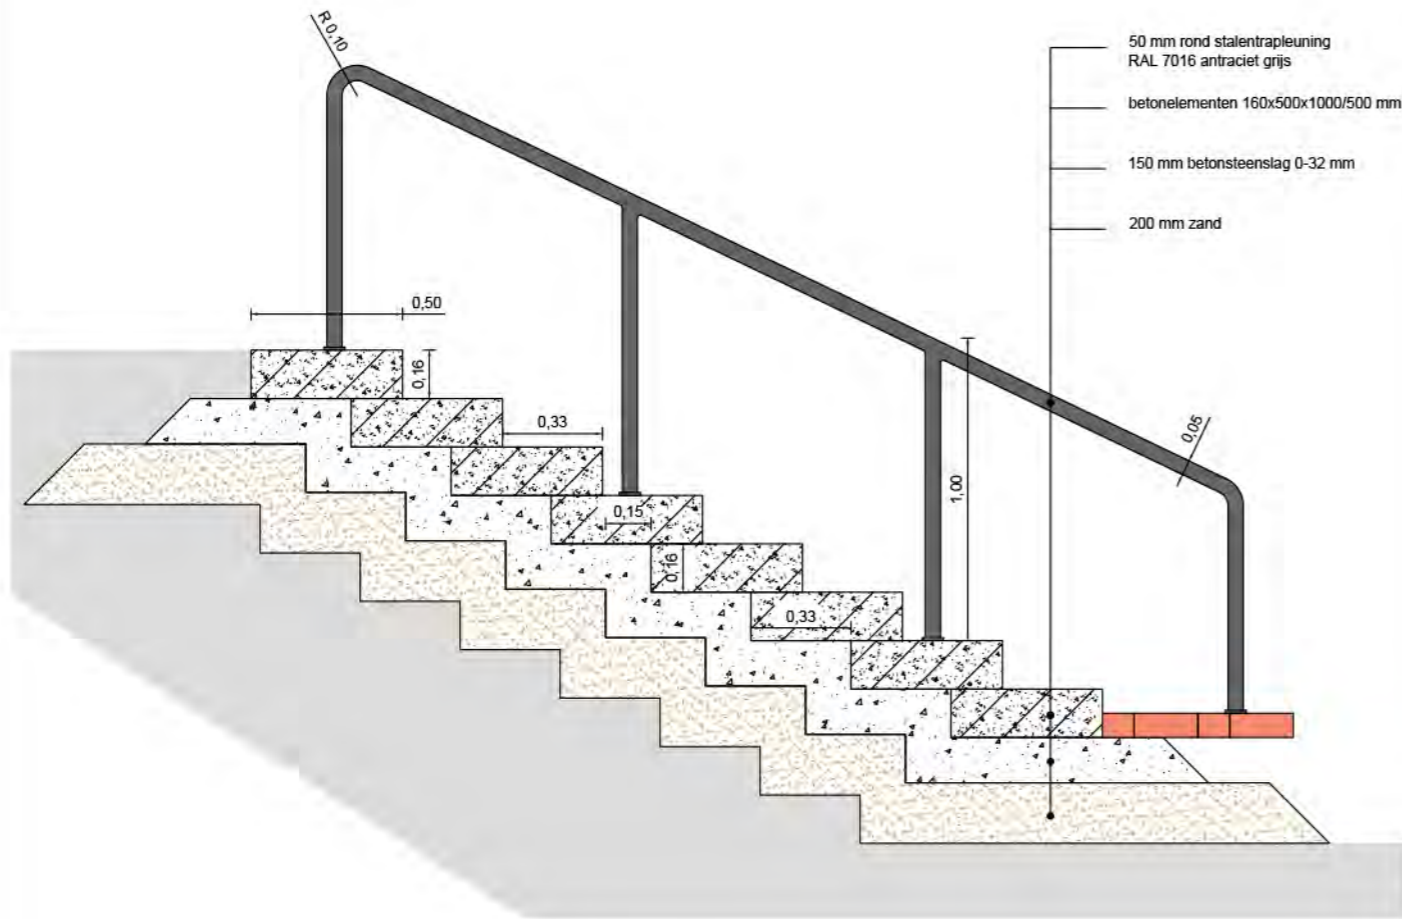 R 0,10
50 mm rond stalentrapleuning
RAL 7016 antraciet grijs
betonelementen 160x500x1000/500 mm
150 mm betonsteenslag 0-32 mm
200 mm zand
0,50
0,16
0,33
0,05
1,00
0,15
0,16
0,33